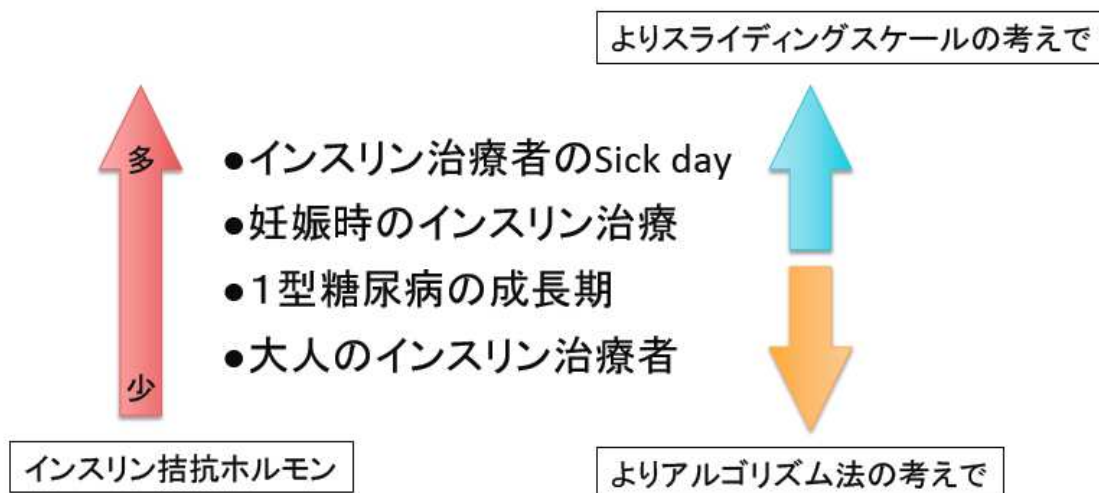 よりスライディングスケールの考えで
多
●インスリン治療者のSick day
●妊娠時のインスリン治療
●１型糖尿病の成長期
●大人のインスリン治療者
少
インスリン拮抗ホルモン
よりアルゴリズム法の考えで